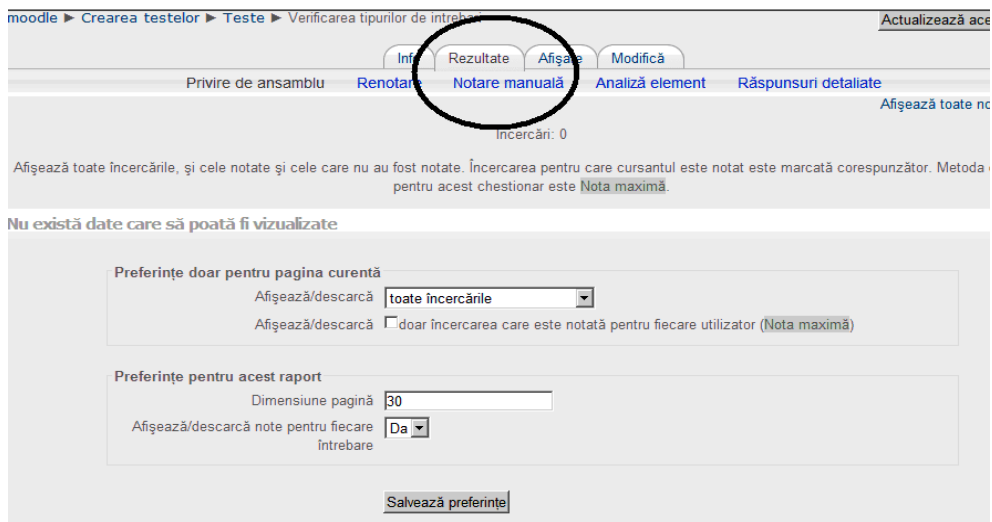 moodle ► Crearea testelor ► Teste ► Verificarea tipurilor de intrebari
Actualizează ace
Info Rezultate Afişare Modifică
Privire de ansamblu Renotare Notare manuală Analiză element Răspunsuri detaliate
Afişează toate no
Încercări: 0
Afişează toate încercările, şi cele notate şi cele care nu au fost notate. Încercarea pentru care cursantul este notat este marcată corespunzător. Metoda
pentru acest chestionar este Nota maximă.
Nu există date care să poată fi vizualizate
Preferinţe doar pentru pagina curentă
Afişează/descarcă toate încercările
Afişează/descarcă doar încercarea care este notată pentru fiecare utilizator (Nota maximă)
Preferinţe pentru acest raport
Dimensiune pagină 30
Afişează/descarcă note pentru fiecare Da
întrebare
Salvează preferinţe